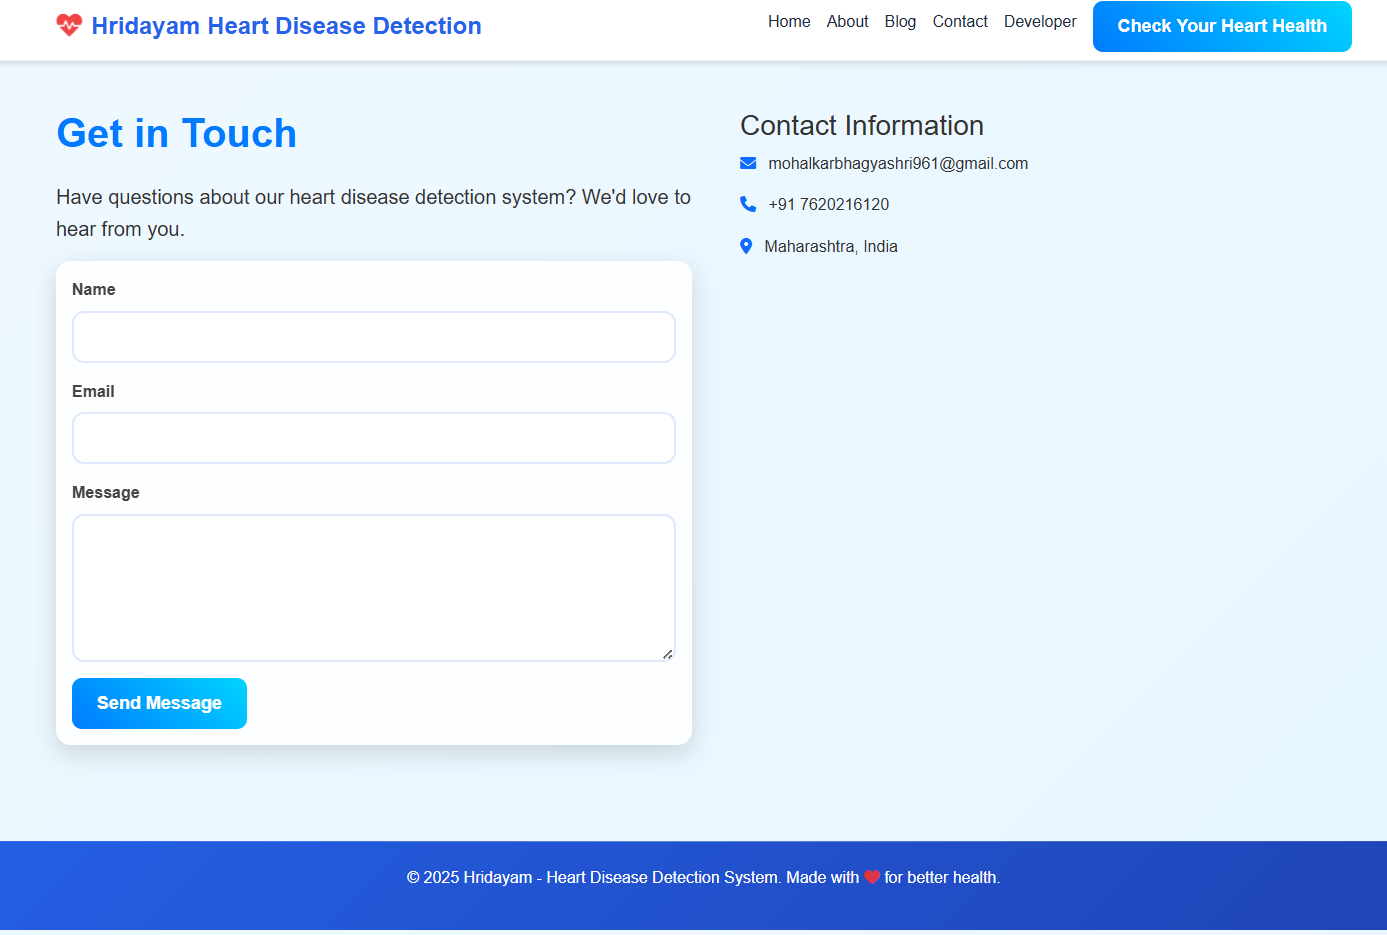 Hridayam Heart Disease Detection
Home About Blog Contact Developer Check Your Heart Health
Get in Touch
Have questions about our heart disease detection system? We'd love to
hear from you.
Name
Email
Message
Send Message
Contact Information
mohalkarbhagyashri961@gmail.com
+91 7620216120
Maharashtra, India
© 2025 Hridayam - Heart Disease Detection System. Made with ❤ for better health.